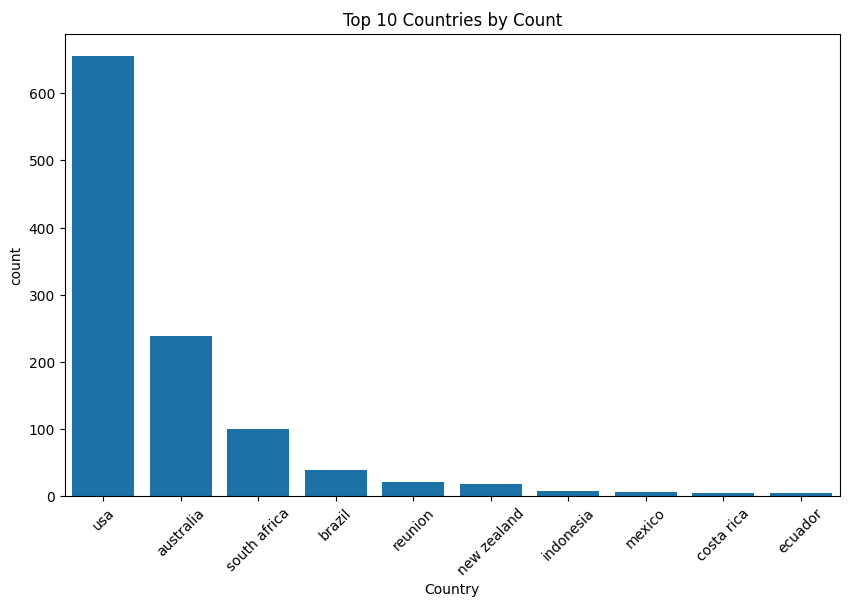 Top 10 Countries by Count
600
500
400
300
200
100
0
count
usa
australia
south africa
brazil
reunion
new zealand
indonesia
mexico
costa rica
ecuador
Country